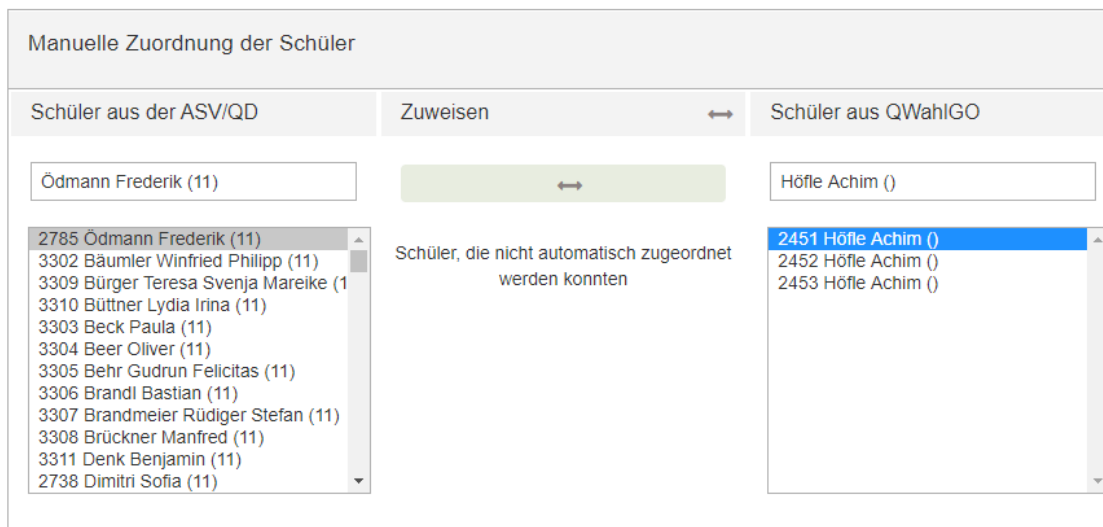 Manuelle Zuordnung der Schüler
Schüler aus der ASV/QD
Zuweisen
Schüler aus QWahlGO
Ödmann Frederik (11)
Höfle Achim ()
2785 Ödmann Frederik (11)
3302 Bäumler Winfried Philipp (11)
3309 Bürger Teresa Svenja Mareike (1
3310 Büttner Lydia Irina (11)
3303 Beck Paula (11)
3304 Beer Oliver (11)
3305 Behr Gudrun Felicitas (11)
3306 Brandl Bastian (11)
3307 Brandmeier Rüdiger Stefan (11)
3308 Brückner Manfred (11)
3311 Denk Benjamin (11)
2738 Dimitri Sofia (11)
Schüler, die nicht automatisch zugeordnet
werden konnten
2451 Höfle Achim ()
2452 Höfle Achim ()
2453 Höfle Achim ()